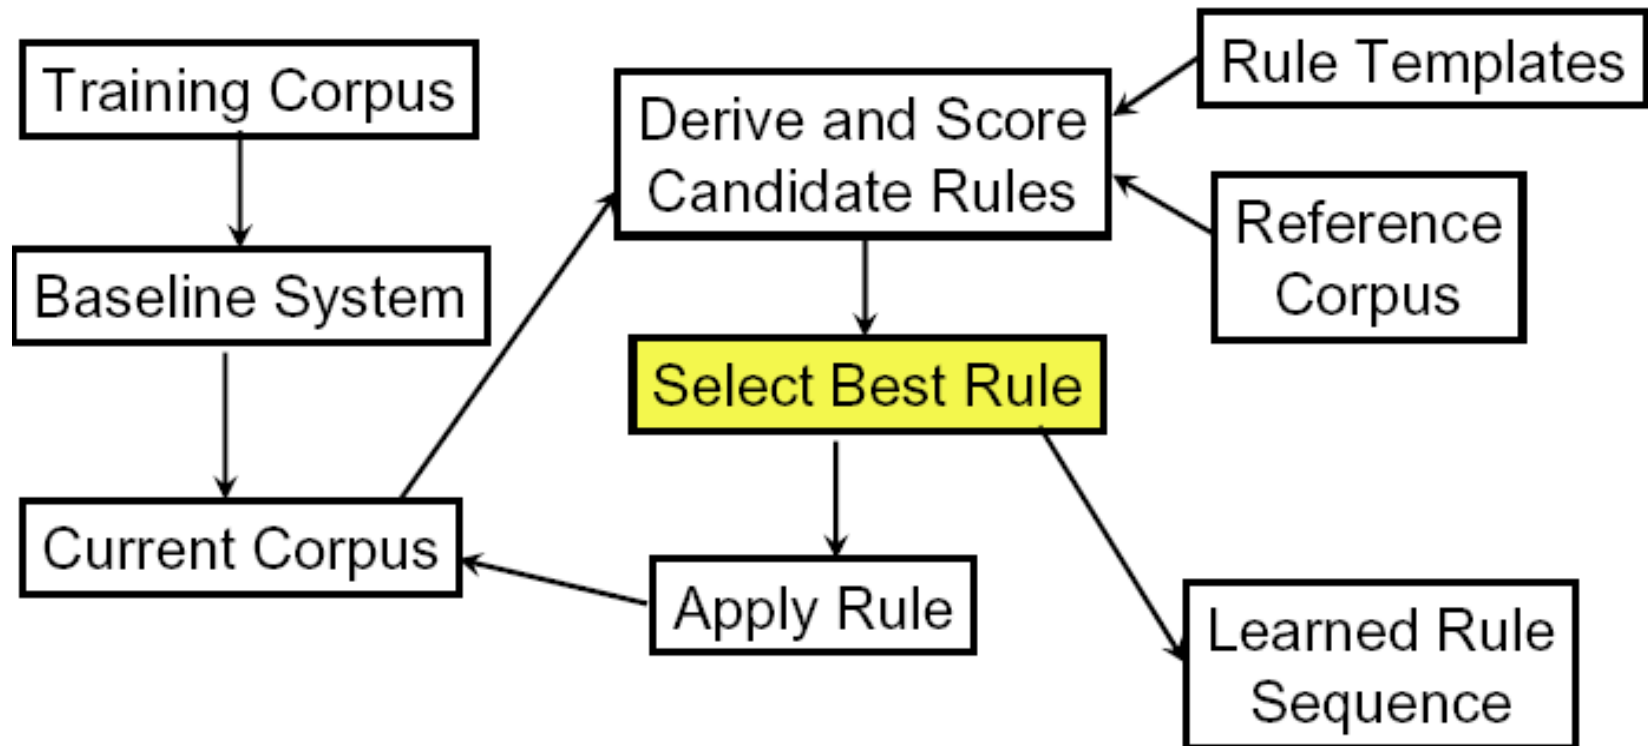 Training Corpus
Baseline System
Current Corpus
Derive and Score
Candidate Rules
Select Best Rule
Apply Rule
Rule Templates
Reference
Corpus
Learned Rule
Sequence